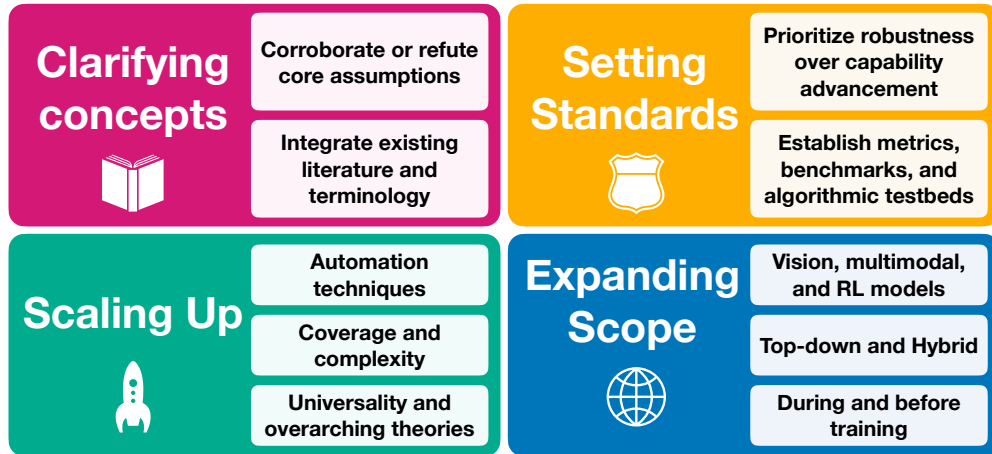 Clarifying
concepts
Corroborate or refute
core assumptions
Integrate existing
literature and
terminology
Setting
Standards
Prioritize robustness
over capability
advancement
Establish metrics,
benchmarks, and
algorithmic testbeds
Scaling Up
Automation
techniques
Coverage and
complexity
Universality and
overarching theories
Expanding
Scope
Vision, multimodal,
and RL models
Top-down and Hybrid
During and before
training